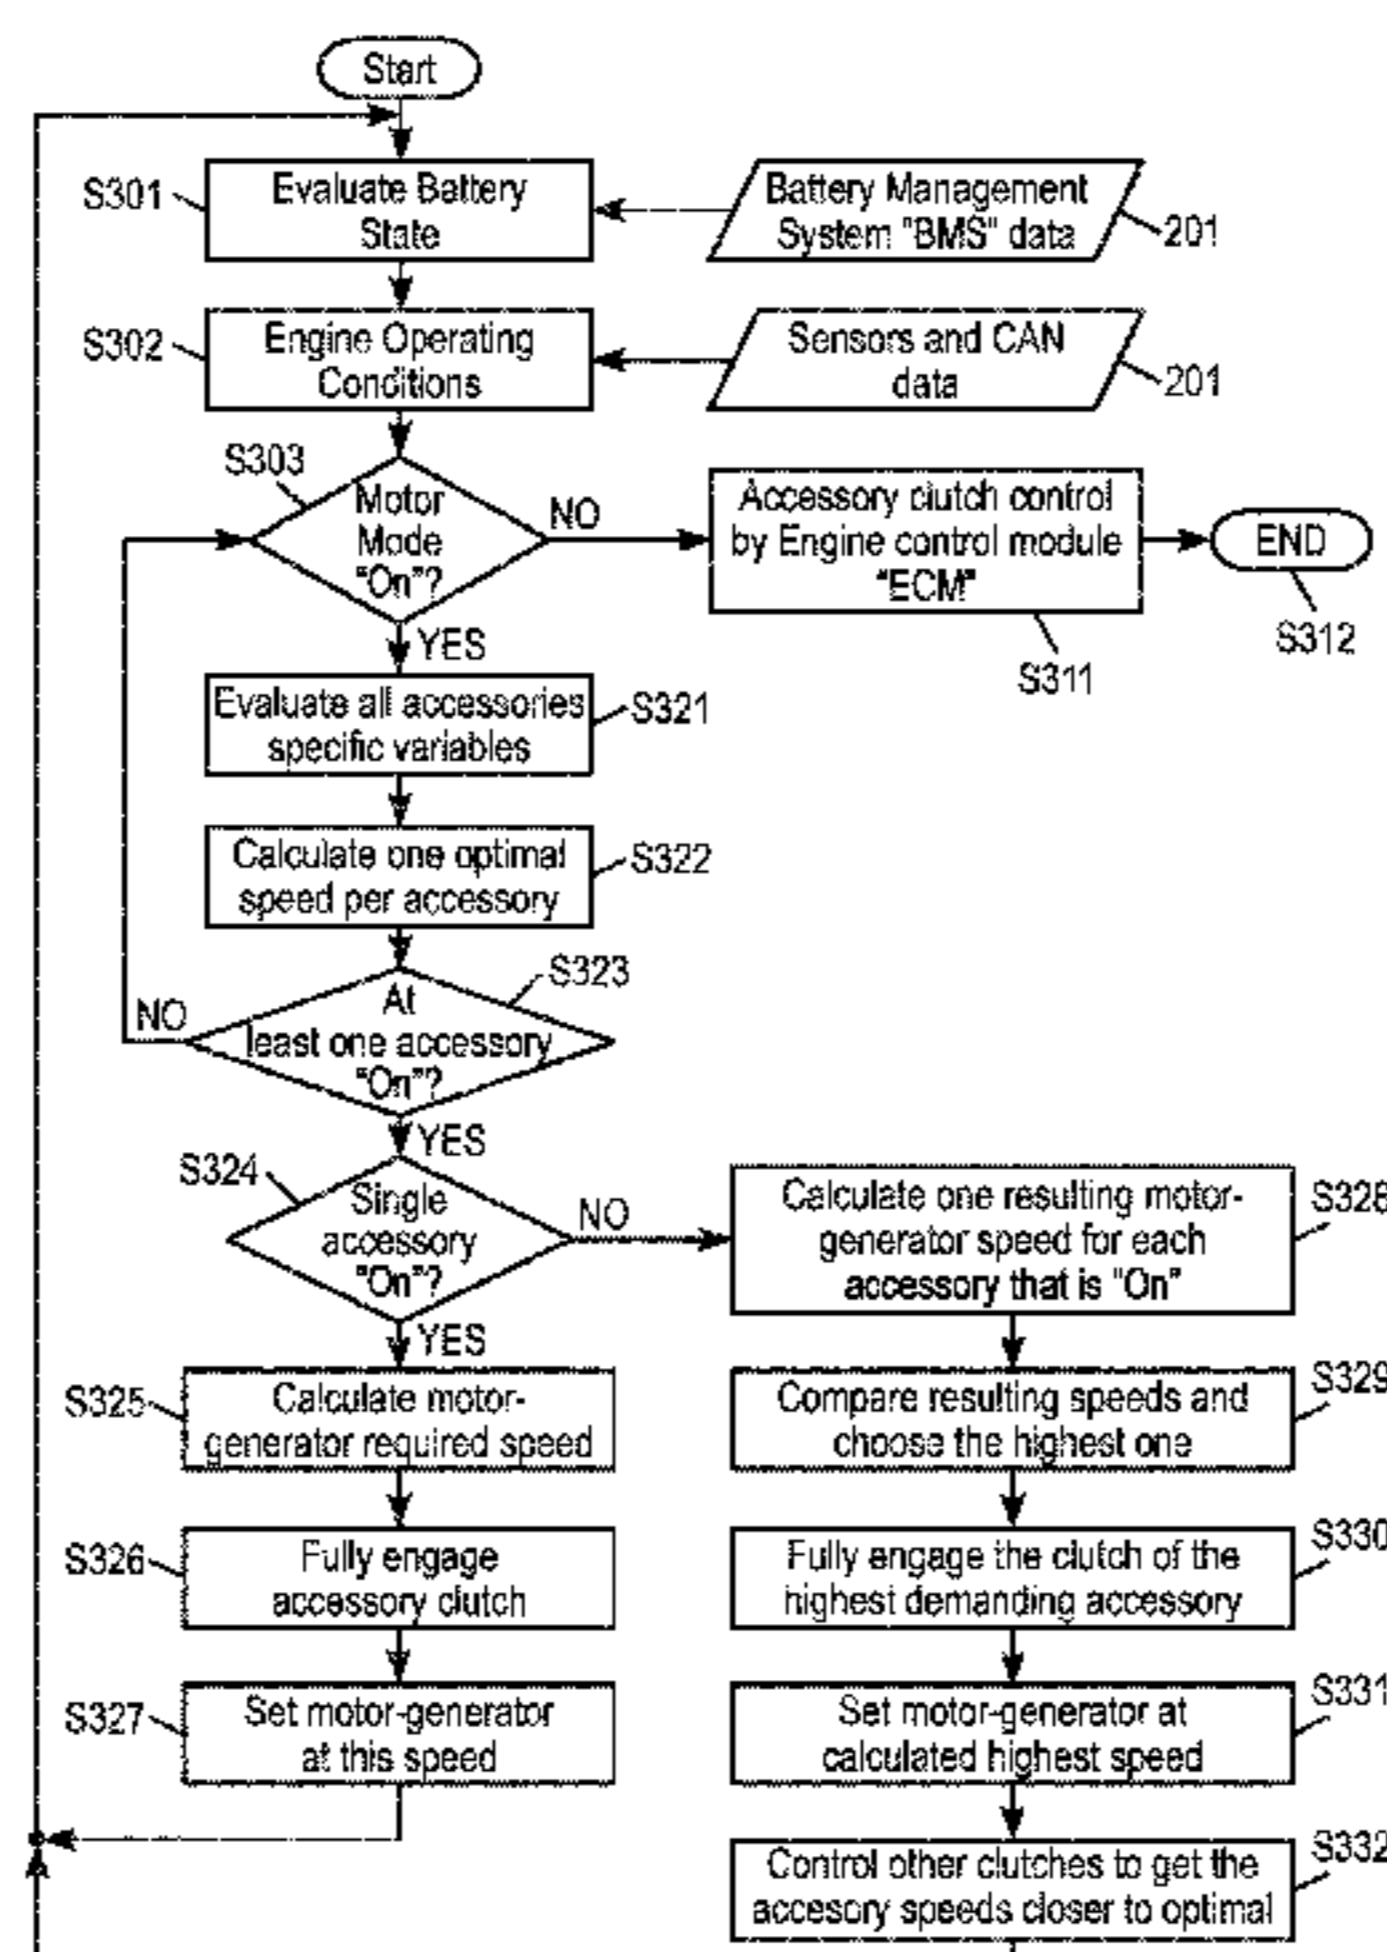 Start
S301
Evaluate Battery
State
Battery Management
System "BMS" data
201
S302
Engine Operating
Conditions
Sensors and CAN
data
201
S303
Motor
Mode
"On"?
NO
Accessory clutch control
by Engine control module
"ECM"
END
S312
S311
YES
Evaluate all accessories
specific variables
S321
Calculate one optimal
speed per accessory
S322
S323
At
least one accessory
"On"?
NO
YES
S324
Single
accessory
"On"?
NO
Calculate one resulting motor-
generator speed for each
accessory that is "On"
S328
YES
S325
Calculate motor-
generator required speed
Compare resulting speeds and
choose the highest one
S329
S326
Fully engage
accessory clutch
Fully engage the clutch of the
highest demanding accessory
S330
S327
Set motor-generator
at this speed
Set motor-generator at
calculated highest speed
S331
Control other clutches to get the
accesory speeds closer to optimal
S332